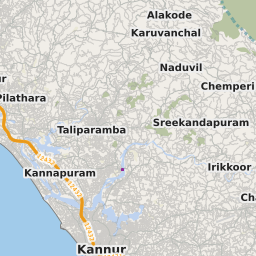 Alakode
Karuvanchal
Naduvil
Chemperi
Pilathara
Taliparamba
Sreekandapuram
Irikkoor
Kannapuram
Kannur